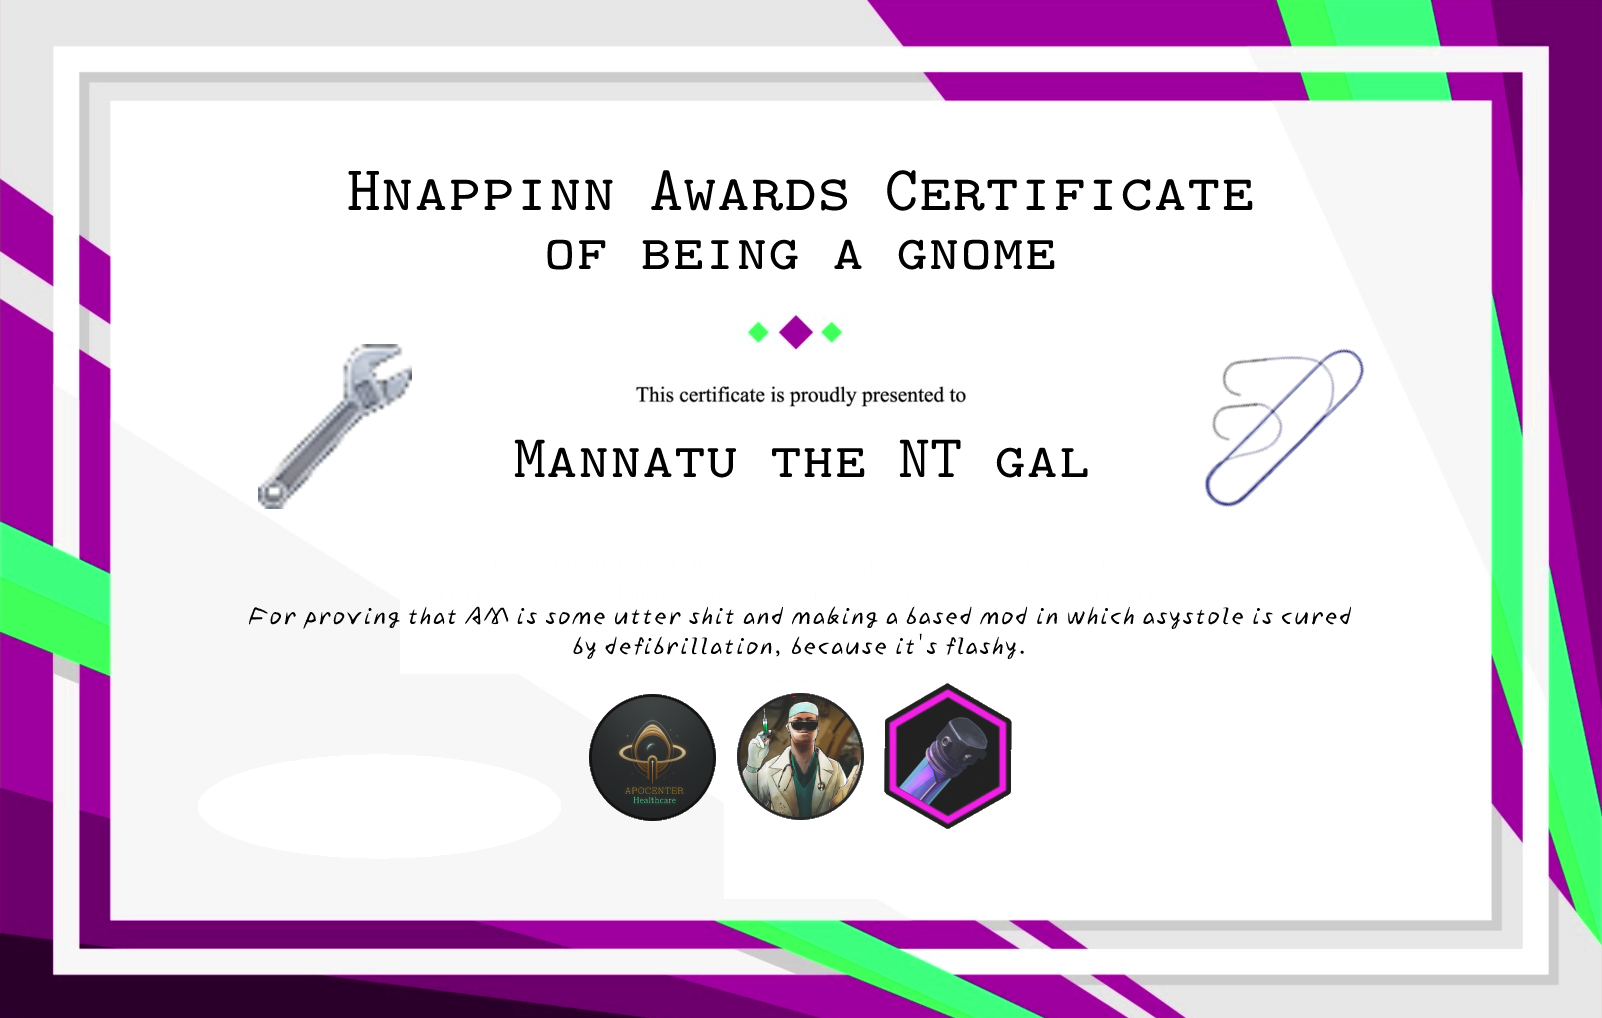 Hnappinn Awards Certificate
of being a gnome
This certificate is proudly presented to
Mannatu the NT gal
For proving that AM is some utter shit and making a based mod in which asystole is cured
by defibrillation, because it's flashy.
APOCENTER
Healthcare